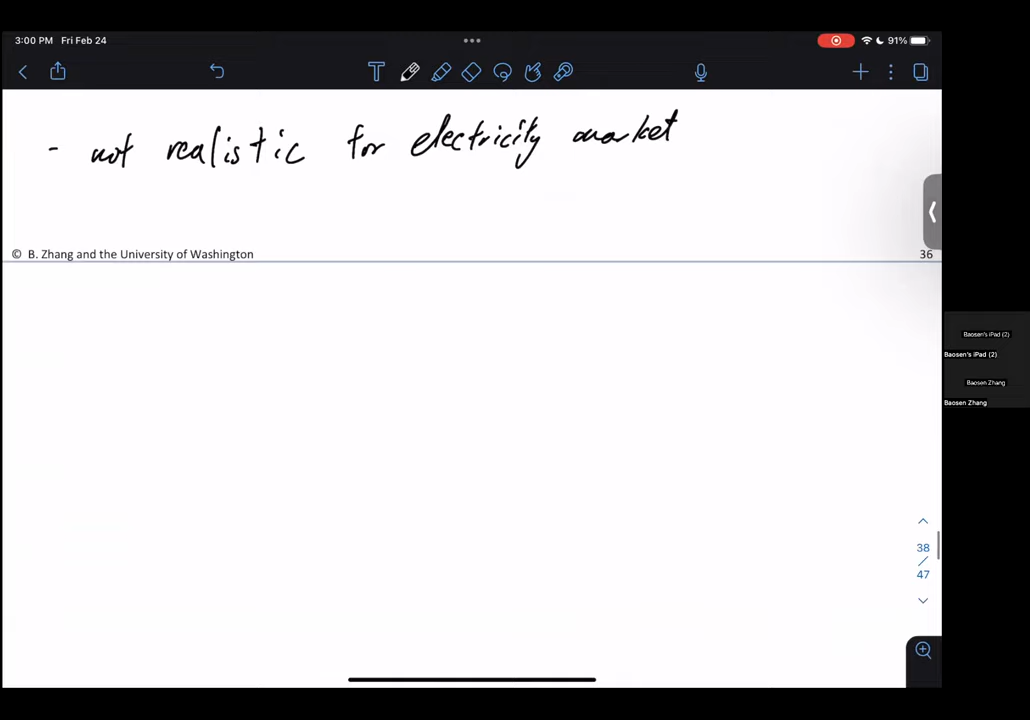 3:00 PM Fri Feb 24
91%
- not realistic for electricity market
© B. Zhang and the University of Washington
36
Baosen's iPad (2)
Baosen's iPad (2)
Baosen Zhang
Baosen Zhang
38
/
47